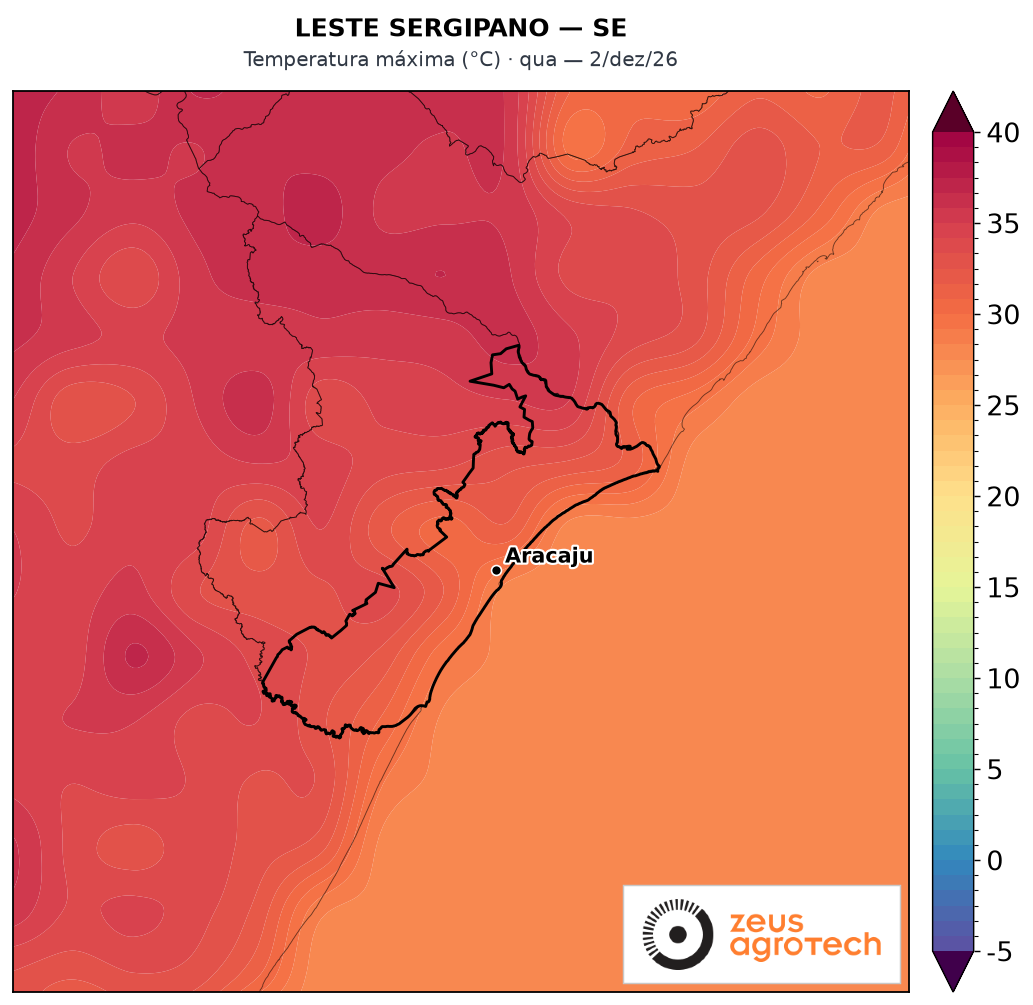 LESTE SERGIPANO — SE
Temperatura máxima (°C) · qua — 2/dez/26
40
35
30
25
20
15
10
5
0
-5
Aracaju
zeus
agrotech